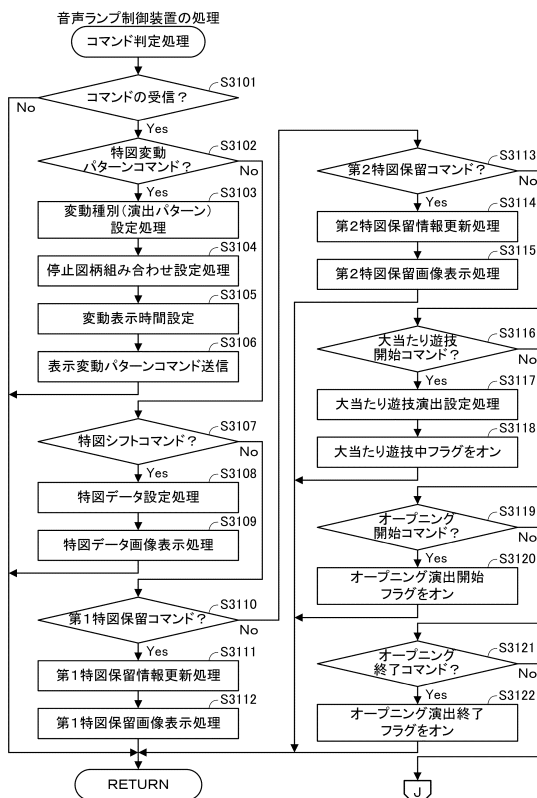 音声ランプ制御装置の処理
コマンド判定処理
S3101
コマンドの受信？
No
Yes
S3102
特図変動
パターンコマンド？
No
Yes
S3103
変動種別(演出パターン)
設定処理
S3104
停止図柄組み合わせ設定処理
S3105
変動表示時間設定
S3106
表示変動パターンコマンド送信
S3107
特図シフトコマンド？
No
Yes
S3108
特図データ設定処理
S3109
特図データ画像表示処理
S3110
第1特図保留コマンド？
No
Yes
S3111
第1特図保留情報更新処理
S3112
第1特図保留画像表示処理
RETURN
S3113
第2特図保留コマンド？
No
Yes
S3114
第2特図保留情報更新処理
S3115
第2特図保留画像表示処理
S3116
大当たり遊技
開始コマンド？
No
Yes
S3117
大当たり遊技演出設定処理
S3118
大当たり遊技中フラグをオン
S3119
オープニング
開始コマンド？
No
Yes
S3120
オープニング演出開始
フラグをオン
S3121
オープニング
終了コマンド？
No
Yes
S3122
オープニング演出終了
フラグをオン
J